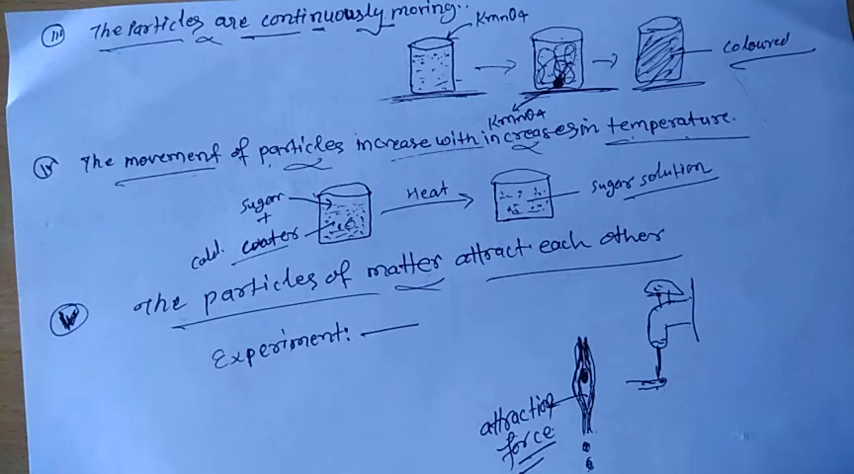 (iii) The Particles are continuously moving..
KmnO4
coloured
KmnO4
(iv) The movement of particles increase with increases in temperature.
sugar
+
cold. water
Heat
sugar solution
(v) The particles of matter attract each other
Experiment: —
attraction
force